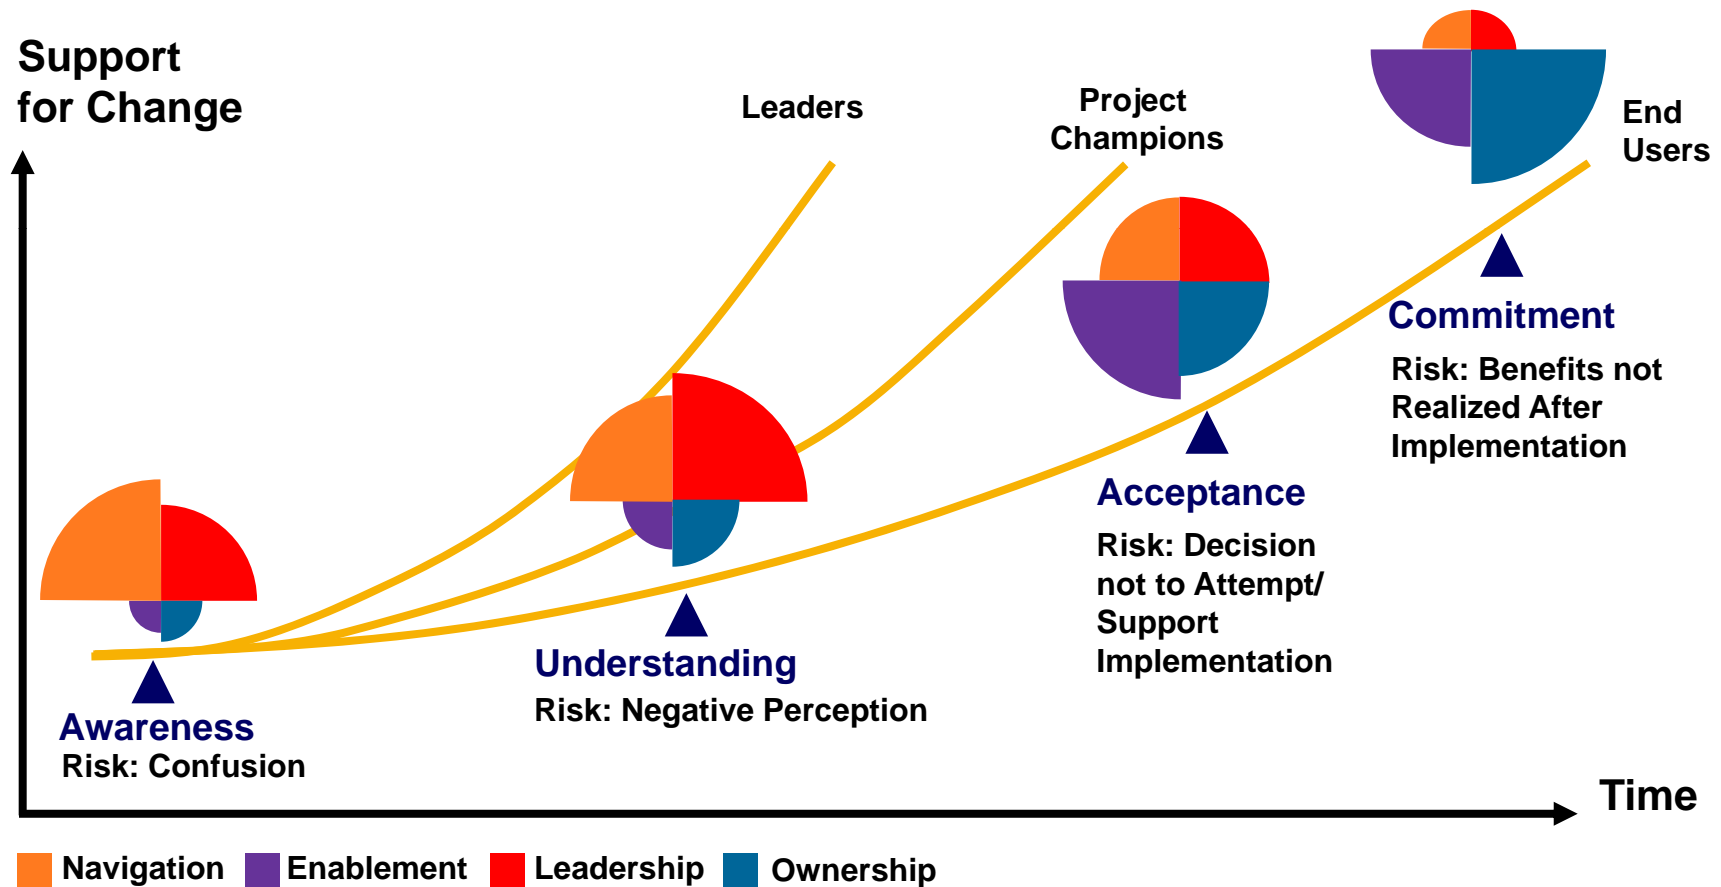 Support
for Change
Leaders
Project
Champions
End
Users
Commitment
Risk: Benefits not
Realized After
Implementation
Acceptance
Risk: Decision
not to Attempt/
Support
Implementation
Understanding
Risk: Negative Perception
Awareness
Risk: Confusion
Time
Navigation
Enablement
Leadership
Ownership